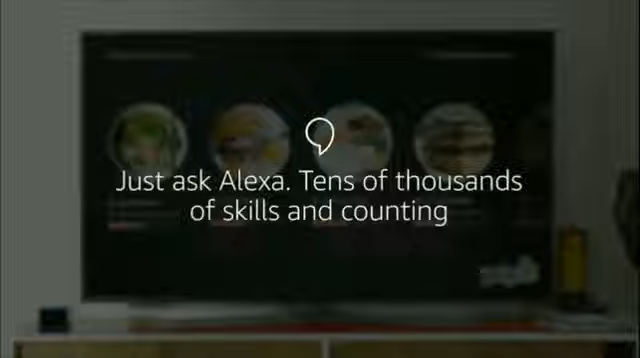 Just ask Alexa. Tens of thousands
of skills and counting